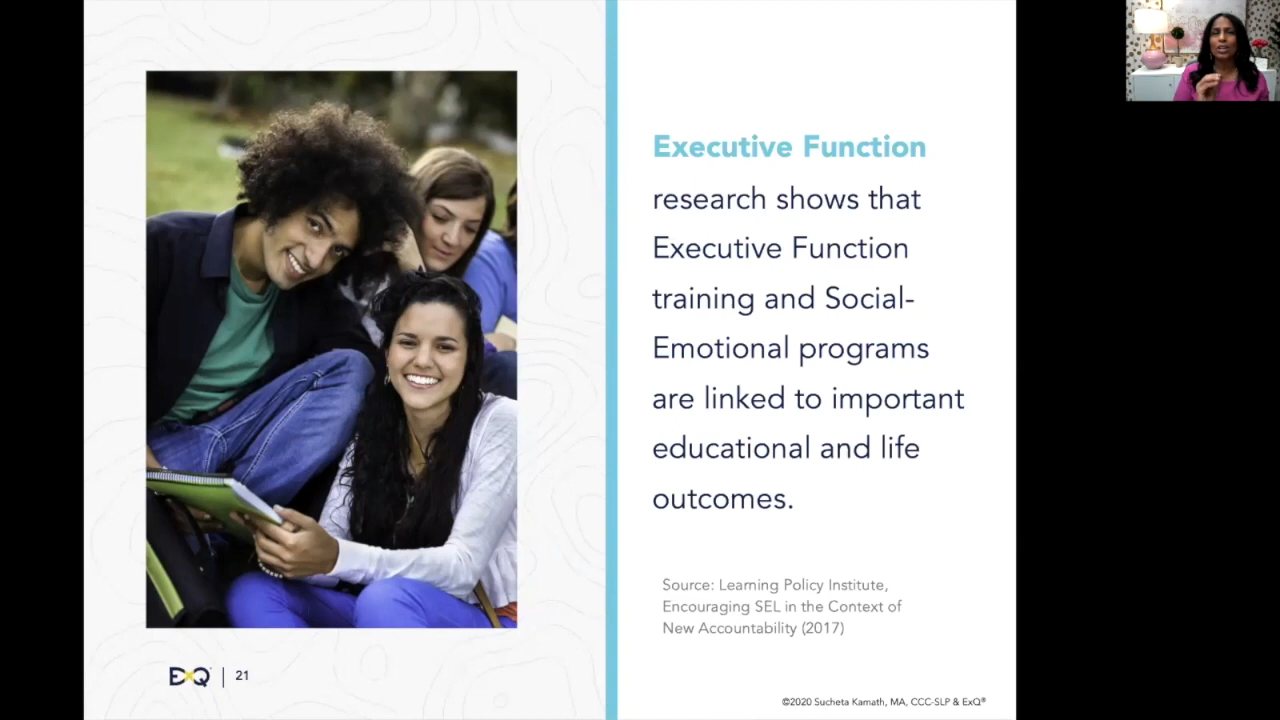 Executive Function
research shows that
Executive Function
training and Social-
Emotional programs
are linked to important
educational and life
outcomes.
Source: Learning Policy Institute,
Encouraging SEL in the Context of
New Accountability (2017)
ExQ | 21
©2020 Sucheta Kamath, MA, CCC-SLP & ExQ®